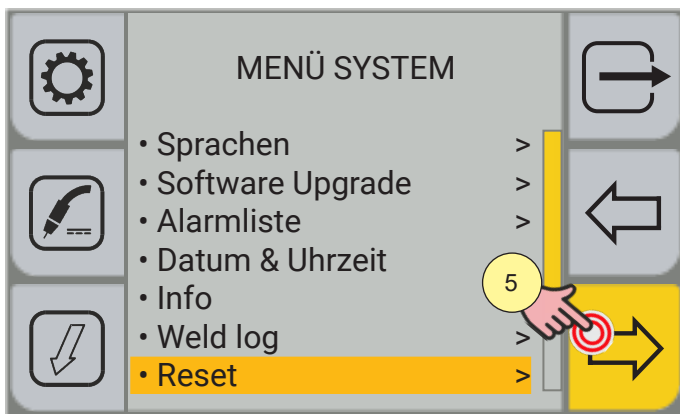 MENÜ SYSTEM
• Sprachen >
• Software Upgrade >
• Alarmliste >
• Datum & Uhrzeit
• Info
• Weld log >
• Reset >
5